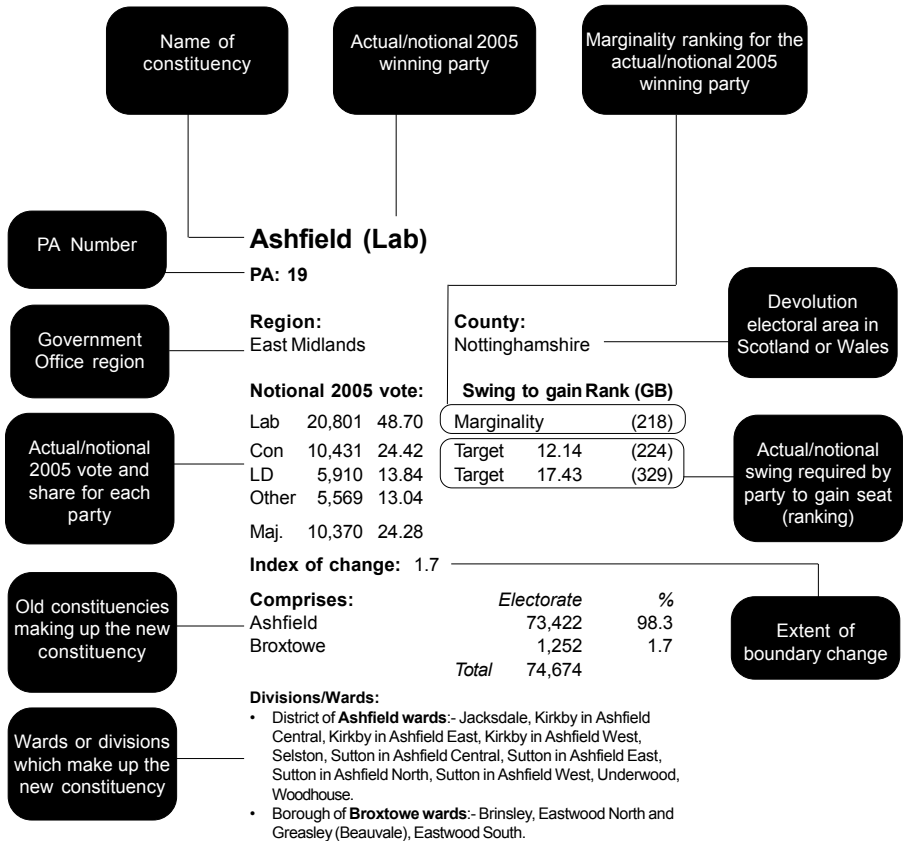 Name of
constituency
Actual/notional 2005
winning party
Marginality ranking for the
actual/notional 2005
winning party
PA Number
Ashfield (Lab)
PA: 19
Government
Office region
Region:
East Midlands
County:
Nottinghamshire
Devolution
electoral area in
Scotland or Wales
Actual/notional
2005 vote and
share for each
party
Notional 2005 vote: Swing to gain Rank (GB)
Lab 20,801 48.70 Marginality (218)
Con 10,431 24.42 Target 12.14 (224)
LD 5,910 13.84 Target 17.43 (329)
Other 5,569 13.04
Maj. 10,370 24.28
Actual/notional
swing required by
party to gain seat
(ranking)
Index of change: 1.7
Extent of
boundary change
Old constituencies
making up the new
constituency
Comprises: Electorate %
Ashfield 73,422 98.3
Broxtowe 1,252 1.7
Total 74,674
Wards or divisions
which make up the
new constituency
Divisions/Wards:
• District of Ashfield wards:- Jacksdale, Kirkby in Ashfield
Central, Kirkby in Ashfield East, Kirkby in Ashfield West,
Selston, Sutton in Ashfield Central, Sutton in Ashfield East,
Sutton in Ashfield North, Sutton in Ashfield West, Underwood,
Woodhouse.
• Borough of Broxtowe wards:- Brinsley, Eastwood North and
Greasley (Beauvale), Eastwood South.